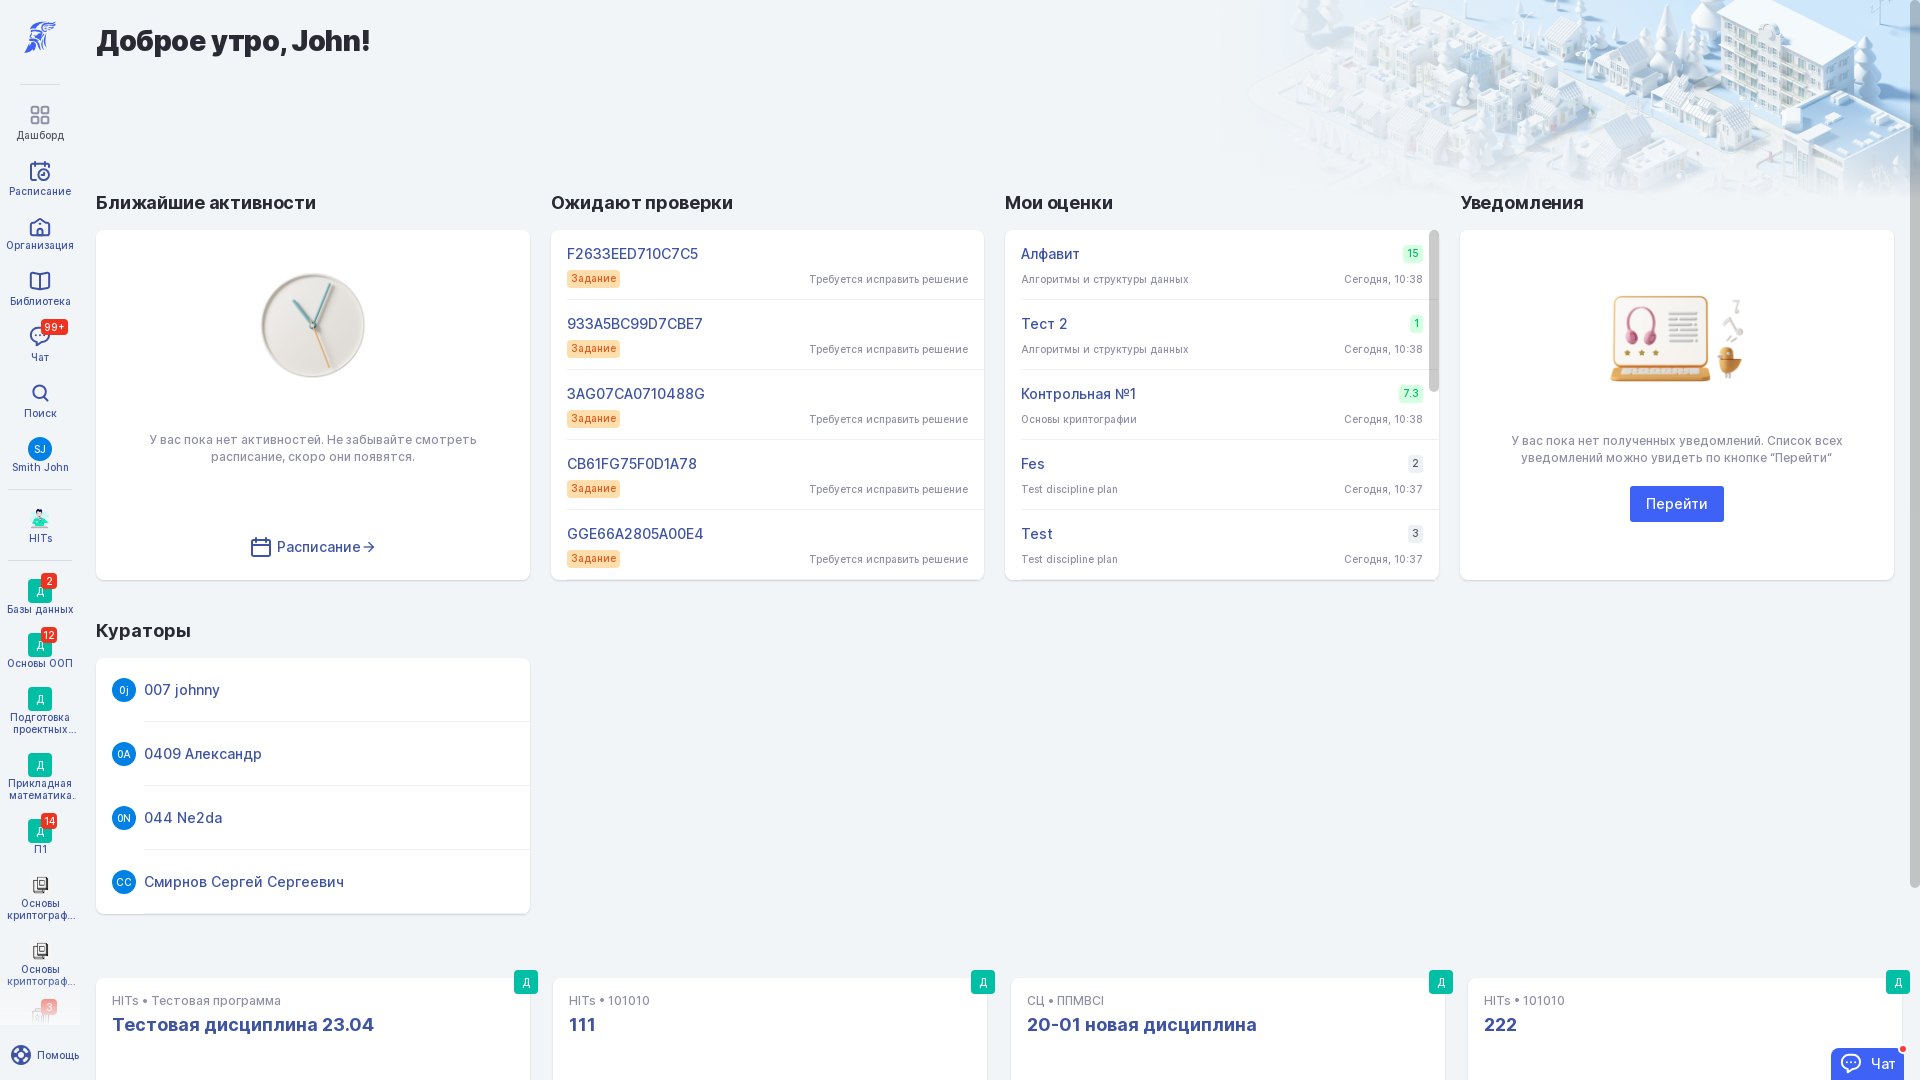 Доброе утро, John!
Дашборд
Расписание
Организация
Библиотека
99+
Чат
Поиск
SJ
Smith John
HITs
2
Д
Базы данных
12
Д
Основы ООП
Д
Подготовка
проектных...
Д
Прикладная
математика.
14
Д
П1
Основы
криптограф...
Основы
криптограф...
3
Помощь
Ближайшие активности
У вас пока нет активностей. Не забывайте смотреть
расписание, скоро они появятся.
Расписание
Ожидают проверки
F2633EED710C7C5
Задание
Требуется исправить решение
933A5BC99D7CBE7
Задание
Требуется исправить решение
3AG07CA0710488G
Задание
Требуется исправить решение
CB61FG75F0D1A78
Задание
Требуется исправить решение
GGE66A2805A00E4
Задание
Требуется исправить решение
Мои оценки
Алфавит
15
Алгоритмы и структуры данных
Сегодня, 10:38
Тест 2
1
Алгоритмы и структуры данных
Сегодня, 10:38
Контрольная №1
7.3
Основы криптографии
Сегодня, 10:38
Fes
2
Test discipline plan
Сегодня, 10:37
Test
3
Test discipline plan
Сегодня, 10:37
Уведомления
У вас пока нет полученных уведомлений. Список всех
уведомлений можно увидеть по кнопке “Перейти”
Перейти
Кураторы
0j
007 johnny
0А
0409 Александр
0N
044 Ne2da
СС
Смирнов Сергей Сергеевич
Д
HITs • Тестовая программа
Тестовая дисциплина 23.04
Д
HITs • 101010
111
Д
СЦ • ППМВСІ
20-01 новая дисциплина
Д
HITs • 101010
222
Чат